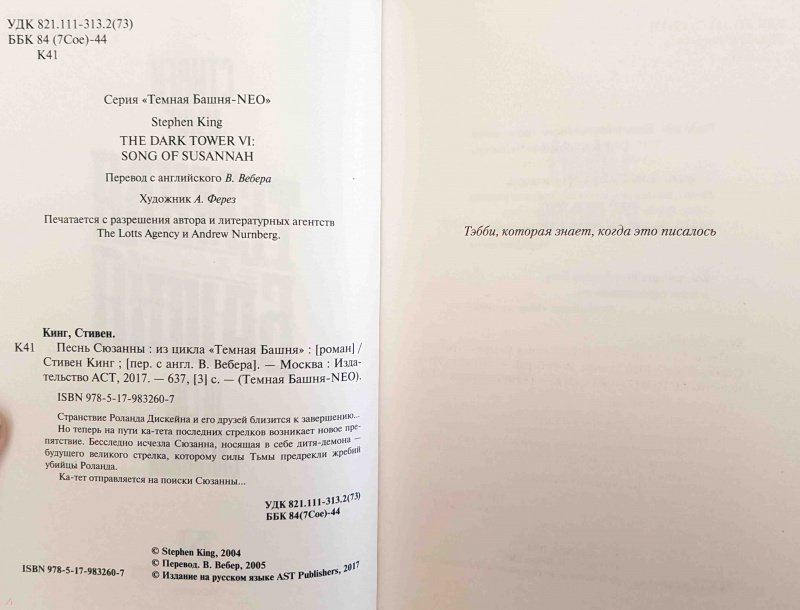 УДК 821.111-313.2(73)
ББК 84 (7Сое)-44
К41
Серия «Темная Башня-NEO»
Stephen King
THE DARK TOWER VI:
SONG OF SUSANNAH
Перевод с английского В. Вебера
Художник А. Ферез
Печатается с разрешения автора и литературных агентств
The Lotts Agency и Andrew Nurnberg.
Кинг, Стивен.
К41 Песнь Сюзанны : из цикла «Темная Башня» : [роман] /
Стивен Кинг ; [пер. с англ. В. Вебера]. — Москва : Изда-
тельство АСТ, 2017. — 637, [3] с. — (Темная Башня-NEO).
ISBN 978-5-17-983260-7
Странствие Роланда Дискейна и его друзей близится к завершению...
Но теперь на пути ка-тета последних стрелков возникает новое пре-
пятствие. Бесследно исчезла Сюзанна, носящая в себе дитя-демона —
будущего великого стрелка, которому силы Тьмы предрекли жребий
убийцы Роланда.
Ка-тет отправляется на поиски Сюзанны...
УДК 821.111-313.2(73)
ББК 84(7Сое)-44
© Stephen King, 2004
© Перевод. В. Вебер, 2005
ISBN 978-5-17-983260-7 © Издание на русском языке AST Publishers, 2017
Тэбби, которая знает, когда это писалось